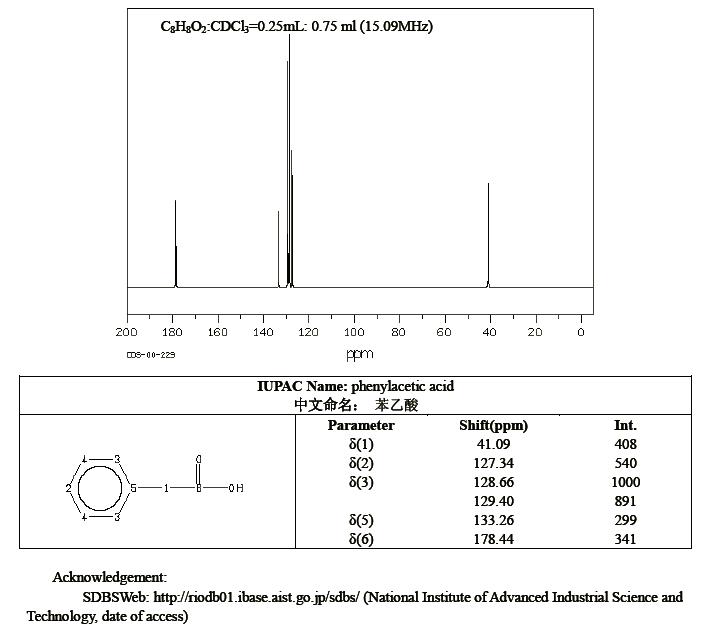 C₈H₈O₂:CDCl₃=0.25mL: 0.75 ml (15.09MHz)
200 180 160 140 120 100 80 60 40 20 0
CDS-00-229
ppm
IUPAC Name: phenylacetic acid
中文命名： 苯乙酸
Parameter Shift(ppm) Int.
δ(1) 41.09 408
δ(2) 127.34 540
δ(3) 128.66 1000
129.40 891
δ(5) 133.26 299
δ(6) 178.44 341
4 3 O
2 5 1 6 OH
4 3
Acknowledgement:
SDBSWeb: http://riodb01.ibase.aist.go.jp/sdbs/ (National Institute of Advanced Industrial Science and
Technology, date of access)